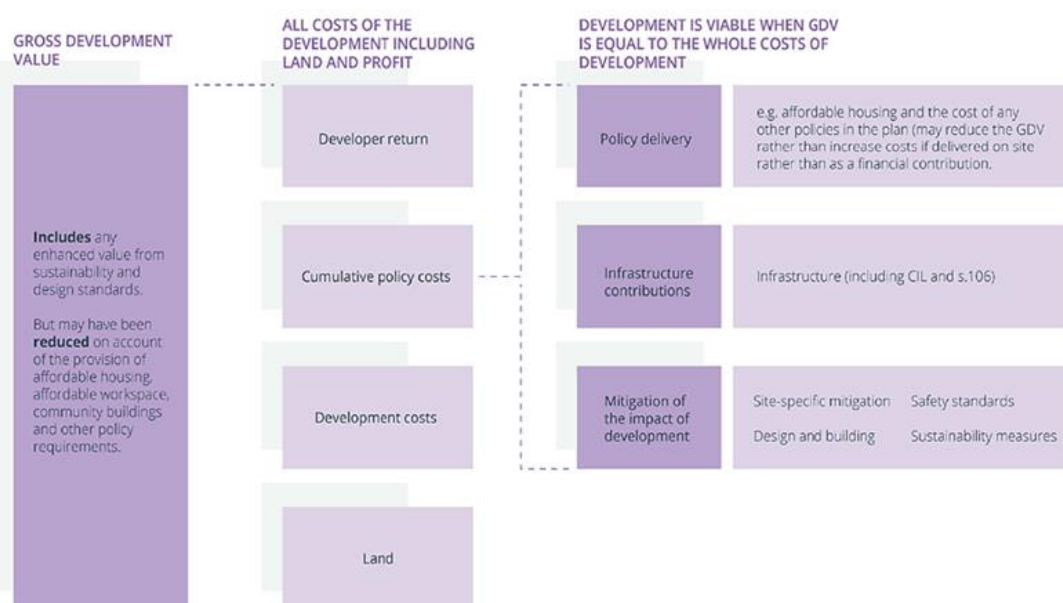 GROSS DEVELOPMENT
VALUE
Includes any
enhanced value from
sustainability and
design standards.
But may have been
reduced on account
of the provision of
affordable housing,
affordable workspace,
community buildings
and other policy
requirements.
ALL COSTS OF THE
DEVELOPMENT INCLUDING
LAND AND PROFIT
Developer return
Cumulative policy costs
Development costs
Land
DEVELOPMENT IS VIABLE WHEN GDV
IS EQUAL TO THE WHOLE COSTS OF
DEVELOPMENT
Policy delivery
e.g. affordable housing and the cost of any
other policies in the plan (may reduce the GDV
rather than increase costs if delivered on site
rather than as a financial contribution.
Infrastructure
contributions
Infrastructure (including CIL and s.106)
Mitigation of
the impact of
development
Site-specific mitigation Safety standards
Design and building Sustainability measures